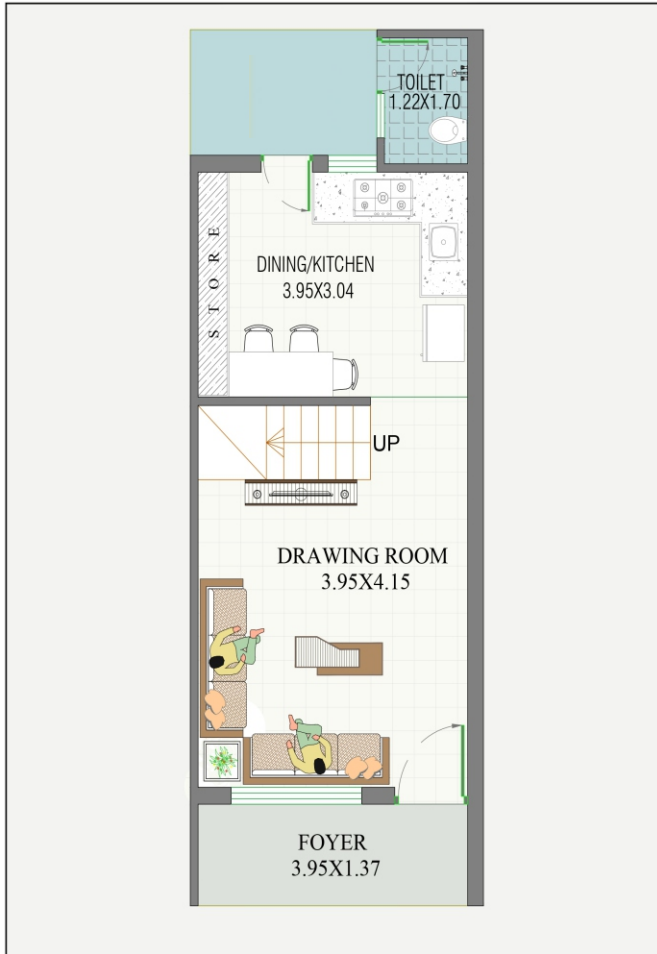 TOILET
1.22X1.70
DINING/KITCHEN
3.95X3.04
STORE
UP
DRAWING ROOM
3.95X4.15
FOYER
3.95X1.37